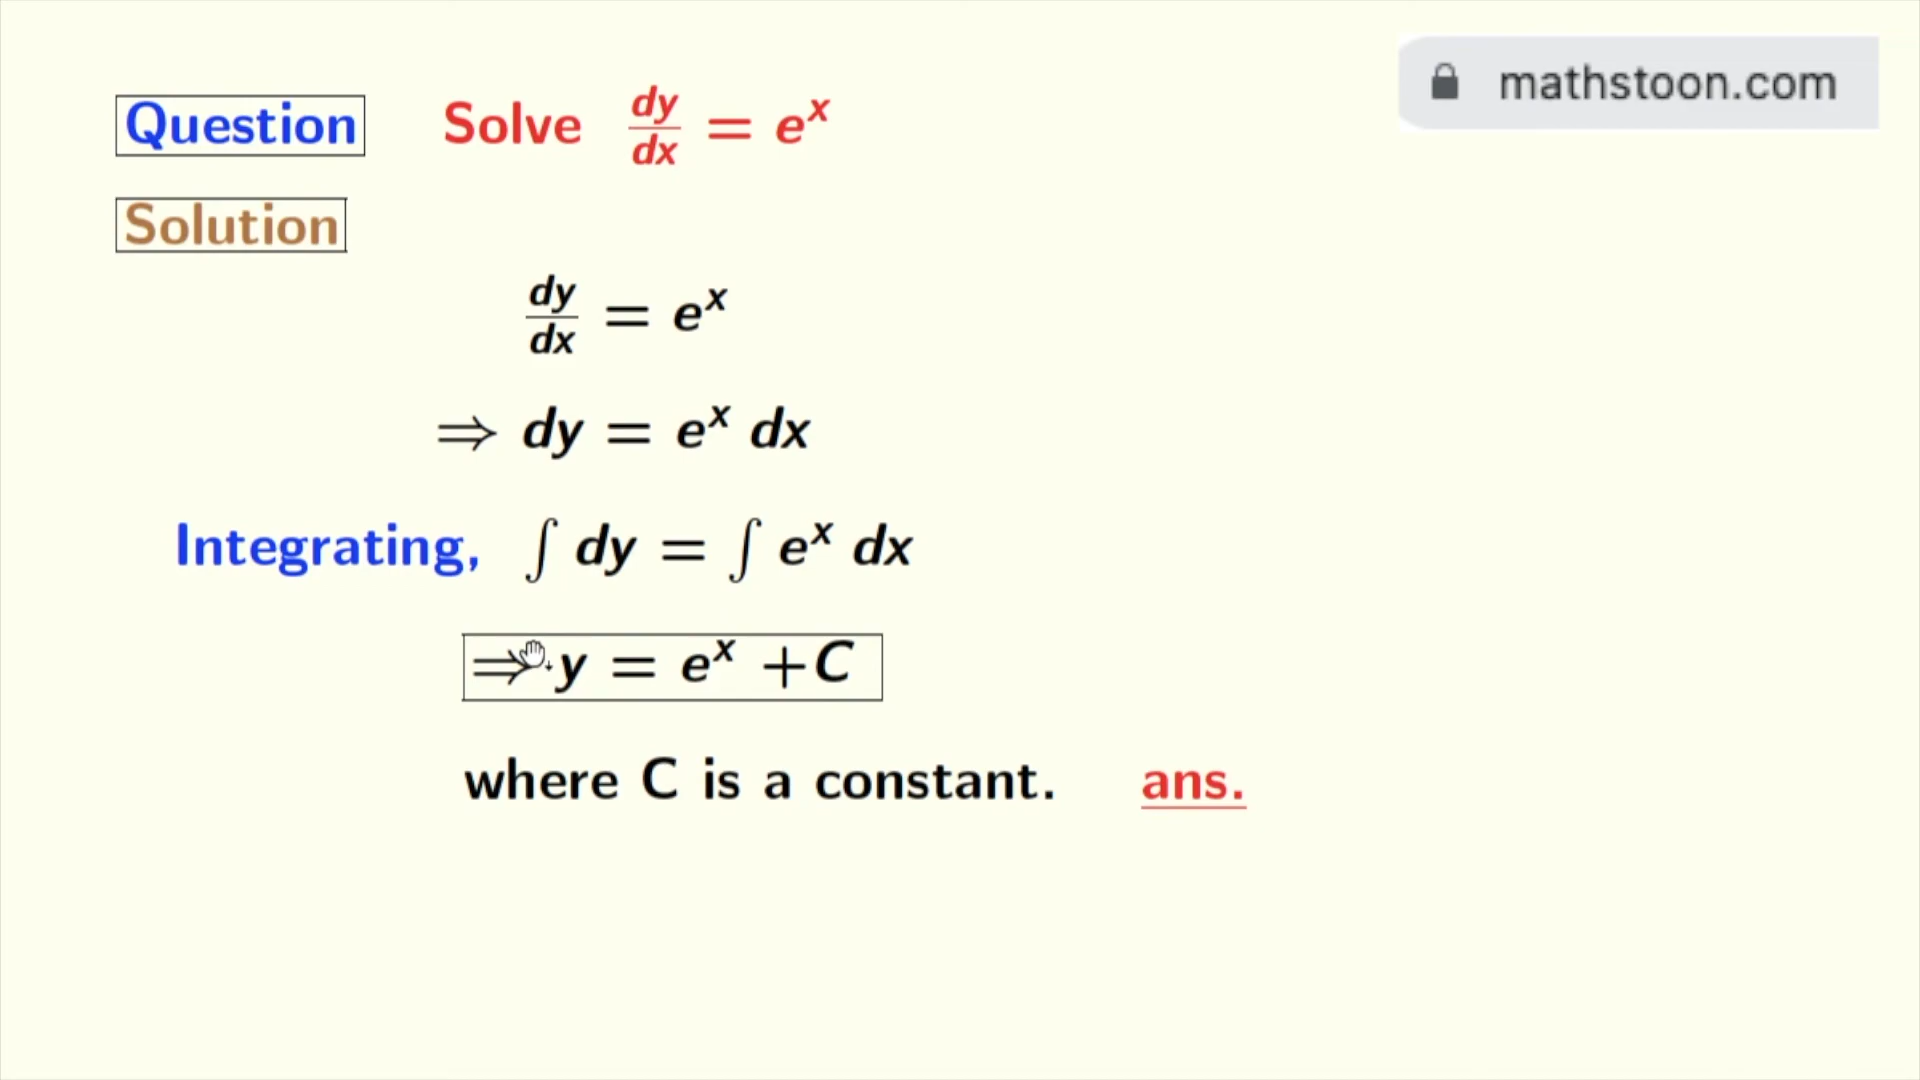 mathstoon.com
Question Solve dy/dx = e^x
Solution
dy/dx = e^x
⇒ dy = e^x dx
Integrating, ∫ dy = ∫ e^x dx
⇒ y = e^x + C
where C is a constant. ans.